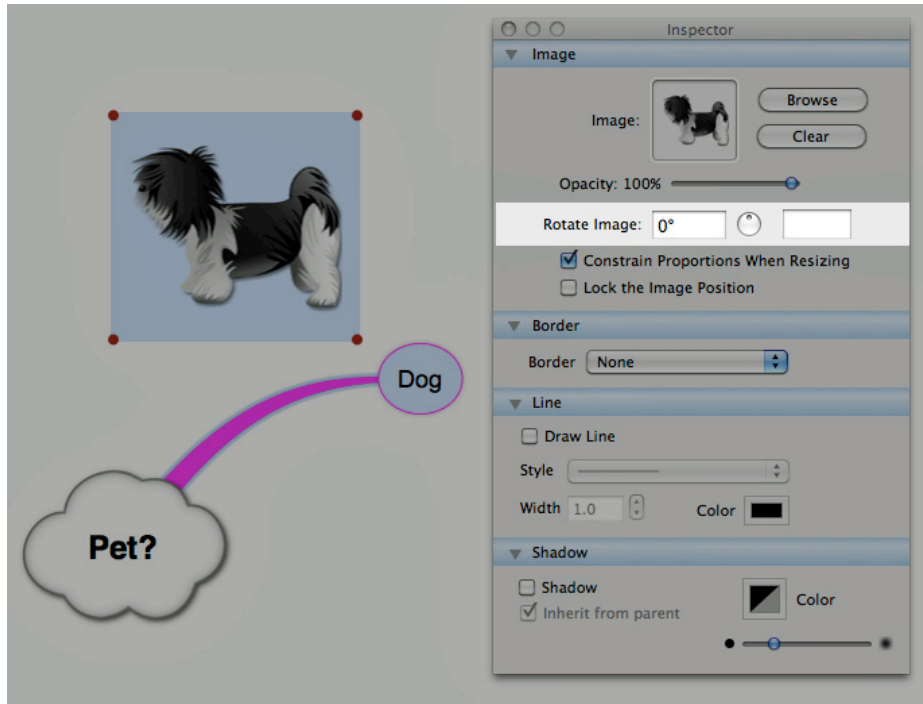 Inspector
Image
Image:
Browse
Clear
Opacity: 100%
Rotate Image: 0°
Constrain Proportions When Resizing
Lock the Image Position
Border
Border None
Line
Draw Line
Style
Width 1.0 Color
Shadow
Shadow
Inherit from parent
Color
Dog
Pet?